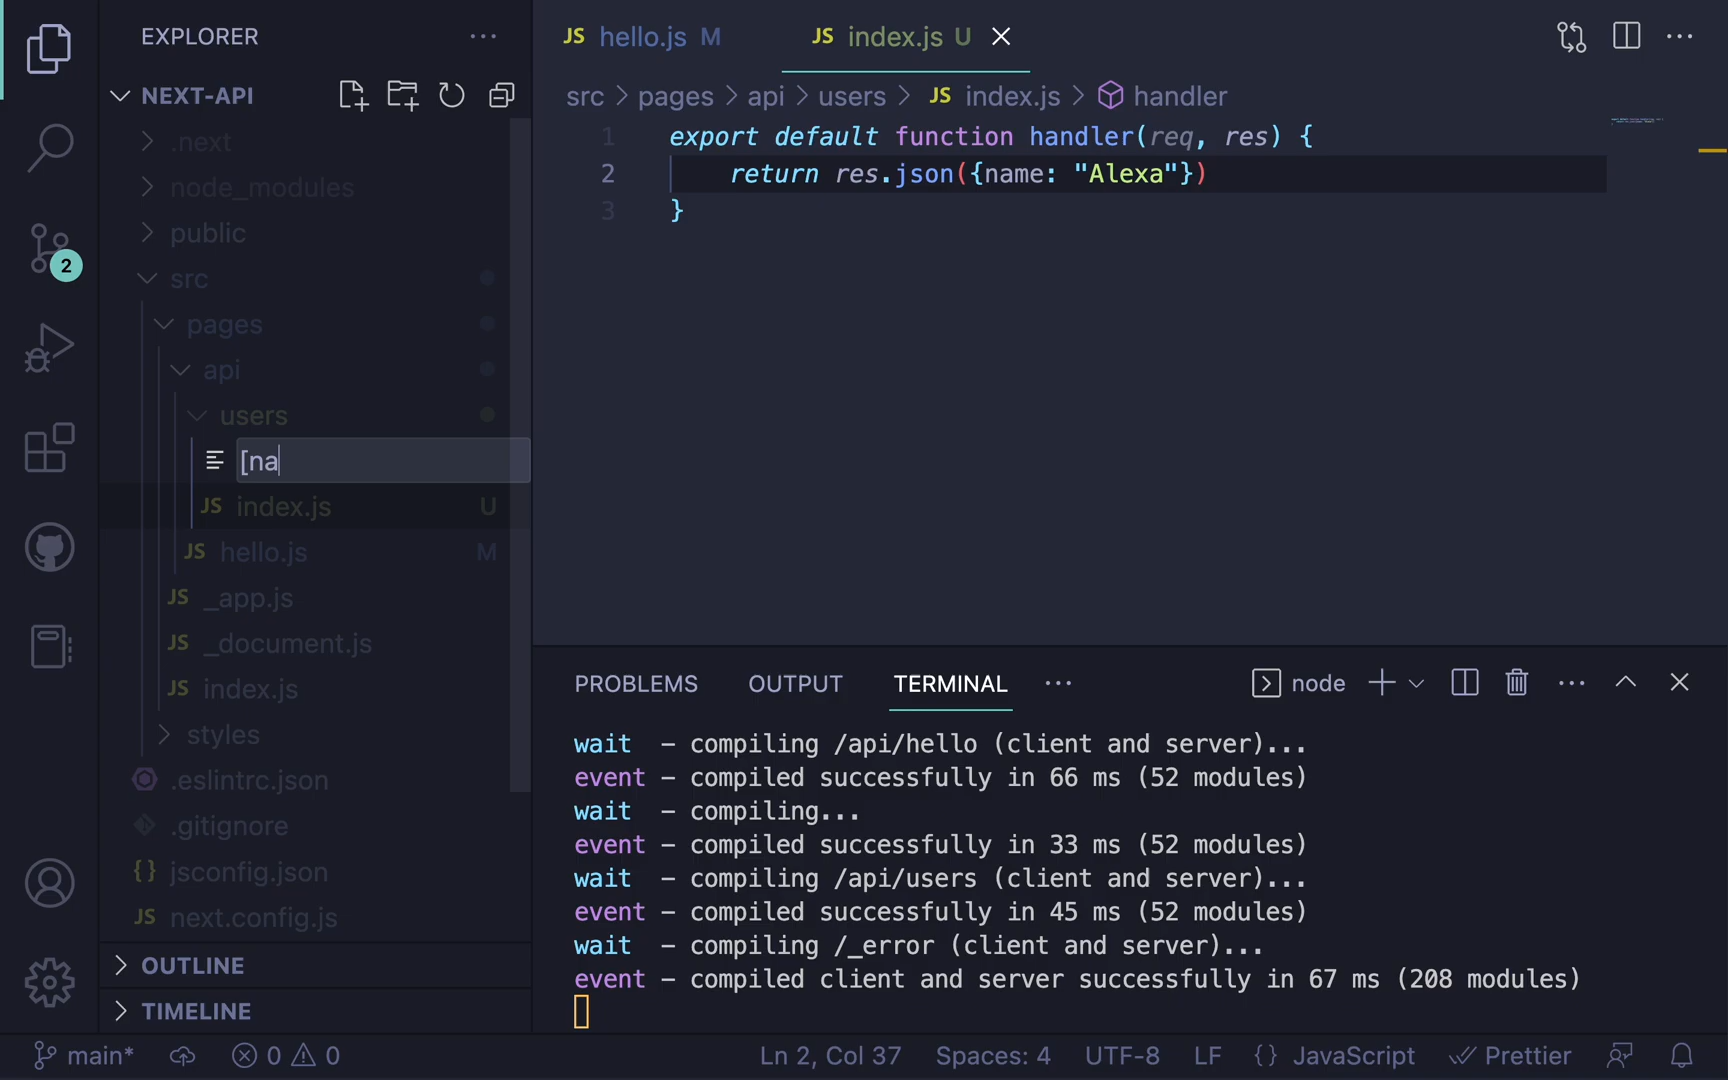 EXPLORER
NEXT-API
.next
node_modules
public
src
pages
api
users
[na
JS index.js U
JS hello.js M
JS _app.js
JS _document.js
JS index.js
styles
.eslintrc.json
.gitignore
{} jsconfig.json
JS next.config.js
OUTLINE
TIMELINE
2
JS hello.js M
JS index.js U
src > pages > api > users > JS index.js > handler
1 export default function handler(req, res) {
2 return res.json({name: "Alexa"})
3 }
PROBLEMS OUTPUT TERMINAL ... node
wait – compiling /api/hello (client and server)...
event – compiled successfully in 66 ms (52 modules)
wait – compiling...
event – compiled successfully in 33 ms (52 modules)
wait – compiling /api/users (client and server)...
event – compiled successfully in 45 ms (52 modules)
wait – compiling /_error (client and server)...
event – compiled client and server successfully in 67 ms (208 modules)
main* 0 0 Ln 2, Col 37 Spaces: 4 UTF-8 LF {} JavaScript Prettier